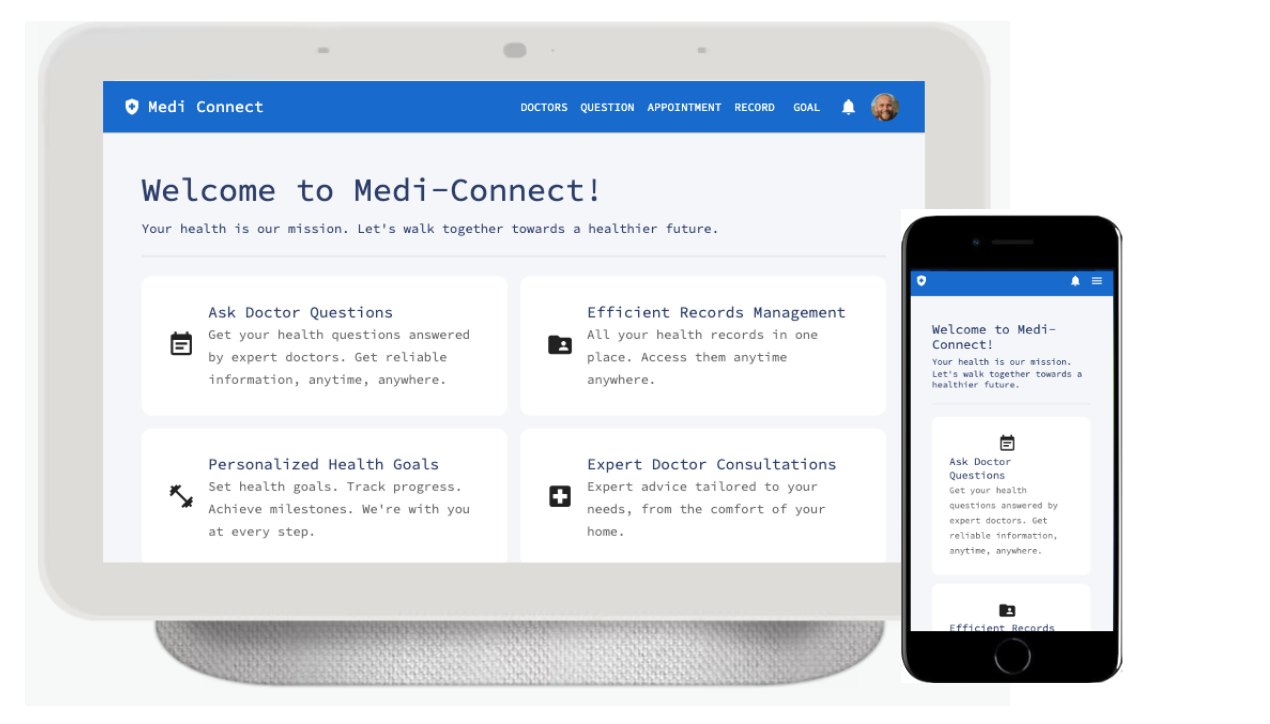 Medi Connect
DOCTORS QUESTION APPOINTMENT RECORD GOAL
Welcome to Medi-Connect!
Your health is our mission. Let's walk together towards a healthier future.
Ask Doctor Questions
Get your health questions answered
by expert doctors. Get reliable
information, anytime, anywhere.
Efficient Records Management
All your health records in one
place. Access them anytime
anywhere.
Personalized Health Goals
Set health goals. Track progress.
Achieve milestones. We're with you
at every step.
Expert Doctor Consultations
Expert advice tailored to your
needs, from the comfort of your
home.
Welcome to Medi-
Connect!
Your health is our mission.
Let's walk together towards a
healthier future.
Ask Doctor
Questions
Get your health
questions answered by
expert doctors. Get
reliable information,
anytime, anywhere.
Efficient Records